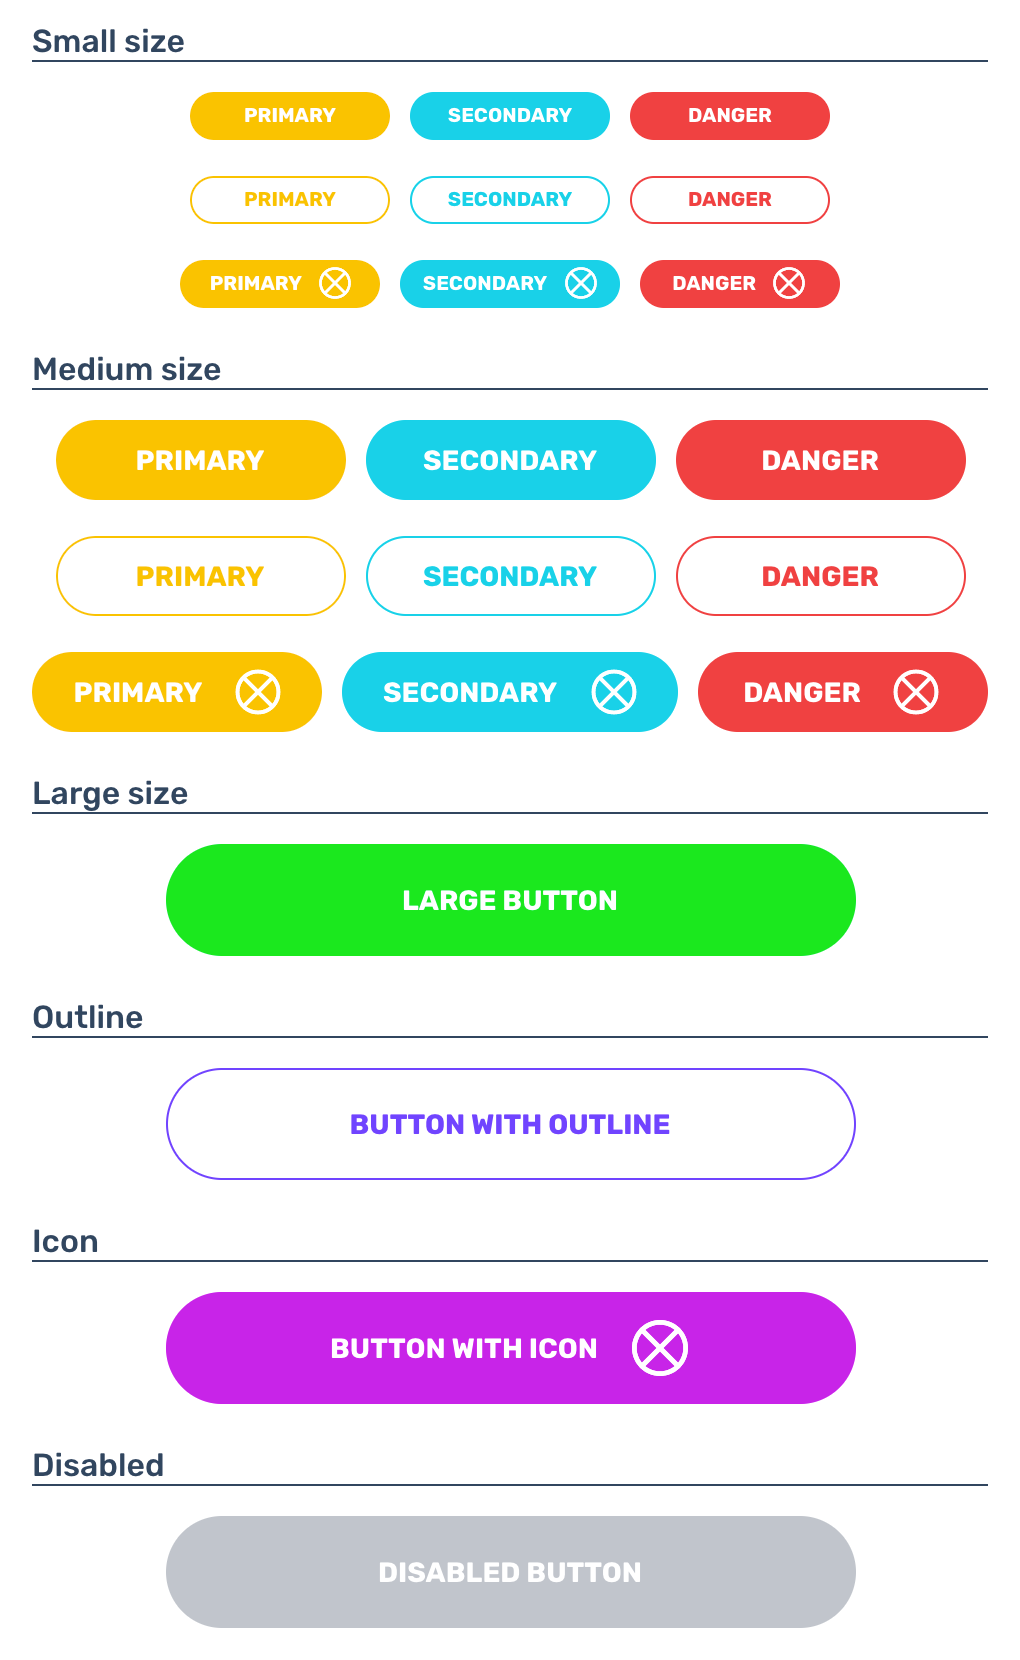 Small size
PRIMARY SECONDARY DANGER
PRIMARY SECONDARY DANGER
PRIMARY SECONDARY DANGER
Medium size
PRIMARY SECONDARY DANGER
PRIMARY SECONDARY DANGER
PRIMARY SECONDARY DANGER
Large size
LARGE BUTTON
Outline
BUTTON WITH OUTLINE
Icon
BUTTON WITH ICON
Disabled
DISABLED BUTTON